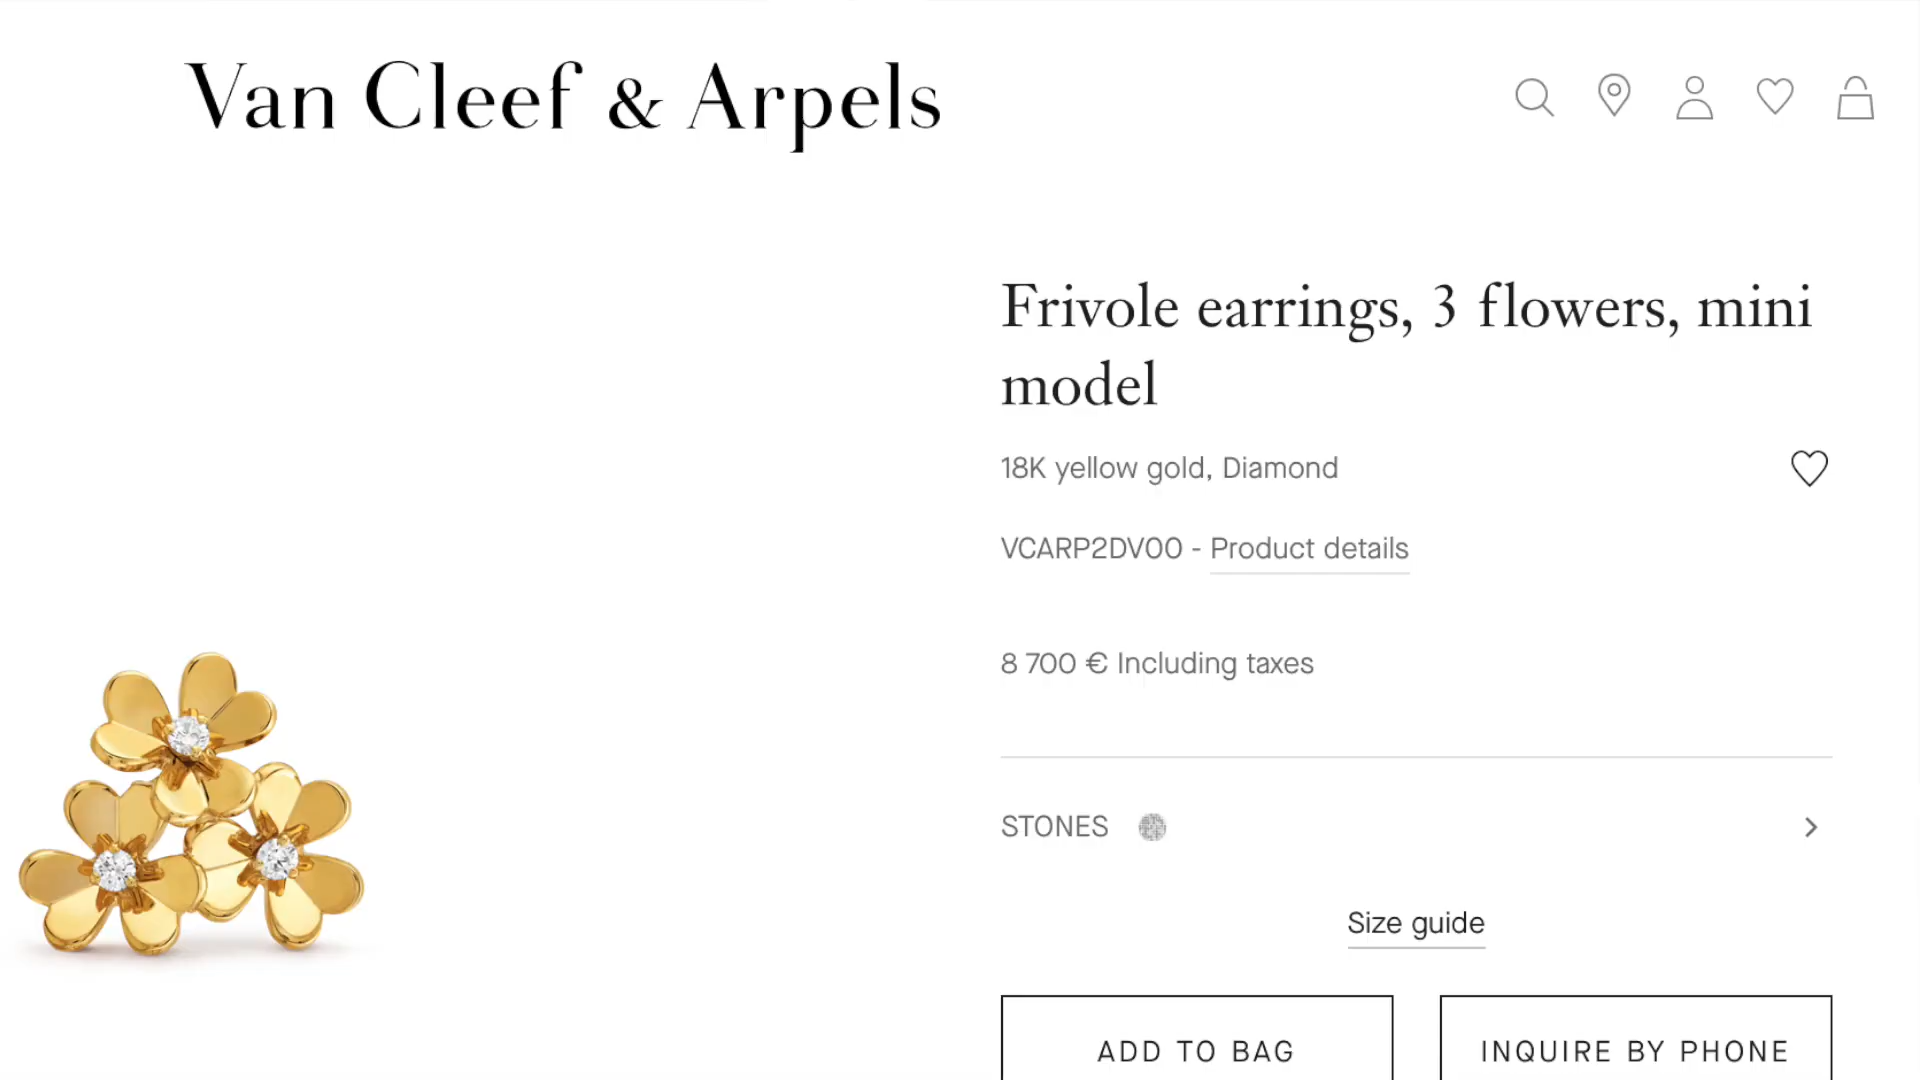 Van Cleef & Arpels
Frivole earrings, 3 flowers, mini
model
18K yellow gold, Diamond
VCARP2DV00 - Product details
8 700 € Including taxes
STONES
Size guide
ADD TO BAG
INQUIRE BY PHONE